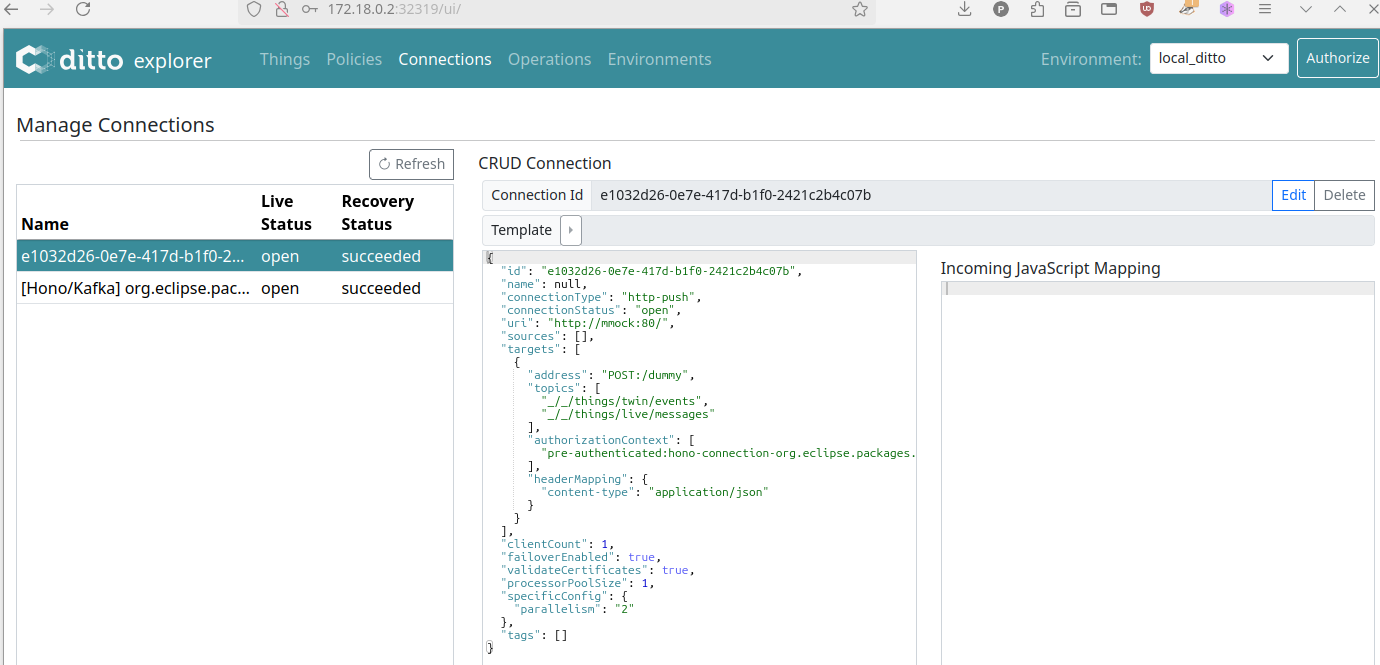 172.18.0.2:32319/ui/
ditto explorer
Things Policies Connections Operations Environments
Environment: local_ditto Authorize
Manage Connections
Refresh
Name Live Status Recovery Status
e1032d26-0e7e-417d-b1f0-2... open succeeded
[Hono/Kafka] org.eclipse.pac... open succeeded
CRUD Connection
Connection Id e1032d26-0e7e-417d-b1f0-2421c2b4c07b Edit Delete
Template
{
"id": "e1032d26-0e7e-417d-b1f0-2421c2b4c07b",
"name": null,
"connectionType": "http-push",
"connectionStatus": "open",
"uri": "http://mmock:80/",
"sources": [],
"targets": [
{
"address": "POST:/dummy",
"topics": [
"_/_/things/twin/events",
"_/_/things/live/messages"
],
"authorizationContext": [
"pre-authenticated:hono-connection-org.eclipse.packages.
],
"headerMapping": {
"content-type": "application/json"
}
}
],
"clientCount": 1,
"failoverEnabled": true,
"validateCertificates": true,
"processorPoolSize": 1,
"specificConfig": {
"parallelism": "2"
},
"tags": []
}
Incoming JavaScript Mapping